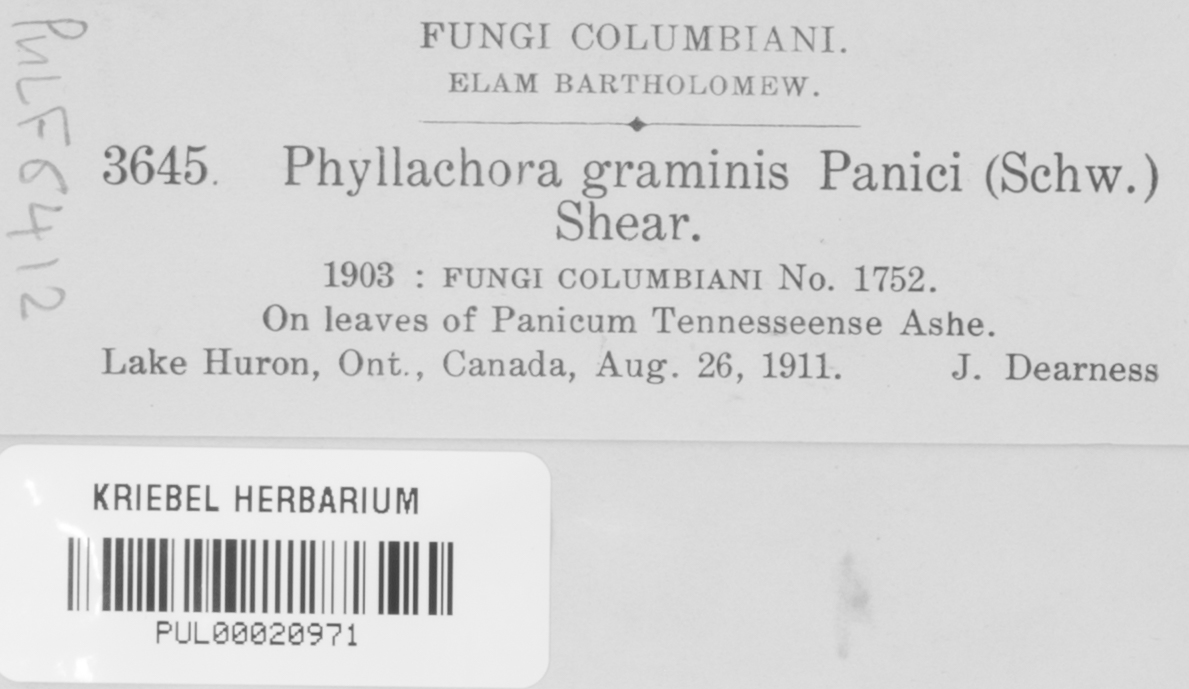 FUNGI COLUMBIANI.
ELAM BARTHOLOMEW.
3645. Phyllachora graminis Panici (Schw.)
Shear.
1903 : FUNGI COLUMBIANI No. 1752.
On leaves of Panicum Tennesseense Ashe.
Lake Huron, Ont., Canada, Aug. 26, 1911. J. Dearness
PULF6412
KRIEBEL HERBARIUM
PUL00020971